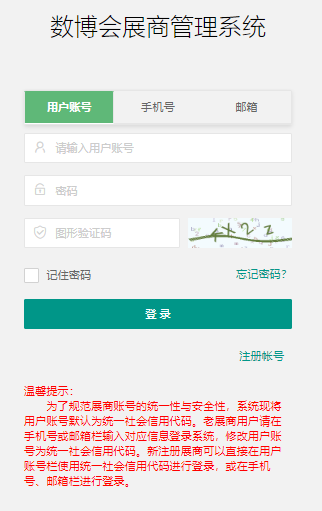 数博会展商管理系统
用户账号 手机号 邮箱
请输入用户账号
密码
图形验证码
记住密码 忘记密码?
登 录
注册帐号
温馨提示:
为了规范展商账号的统一性与安全性，系统现将
用户账号默认为统一社会信用代码。老展商用户请在
手机号或邮箱栏输入对应信息登录系统，修改用户账
号为统一社会信用代码。新注册展商可以直接在用户
账号栏使用统一社会信用代码进行登录，或在手机
号、邮箱栏进行登录。